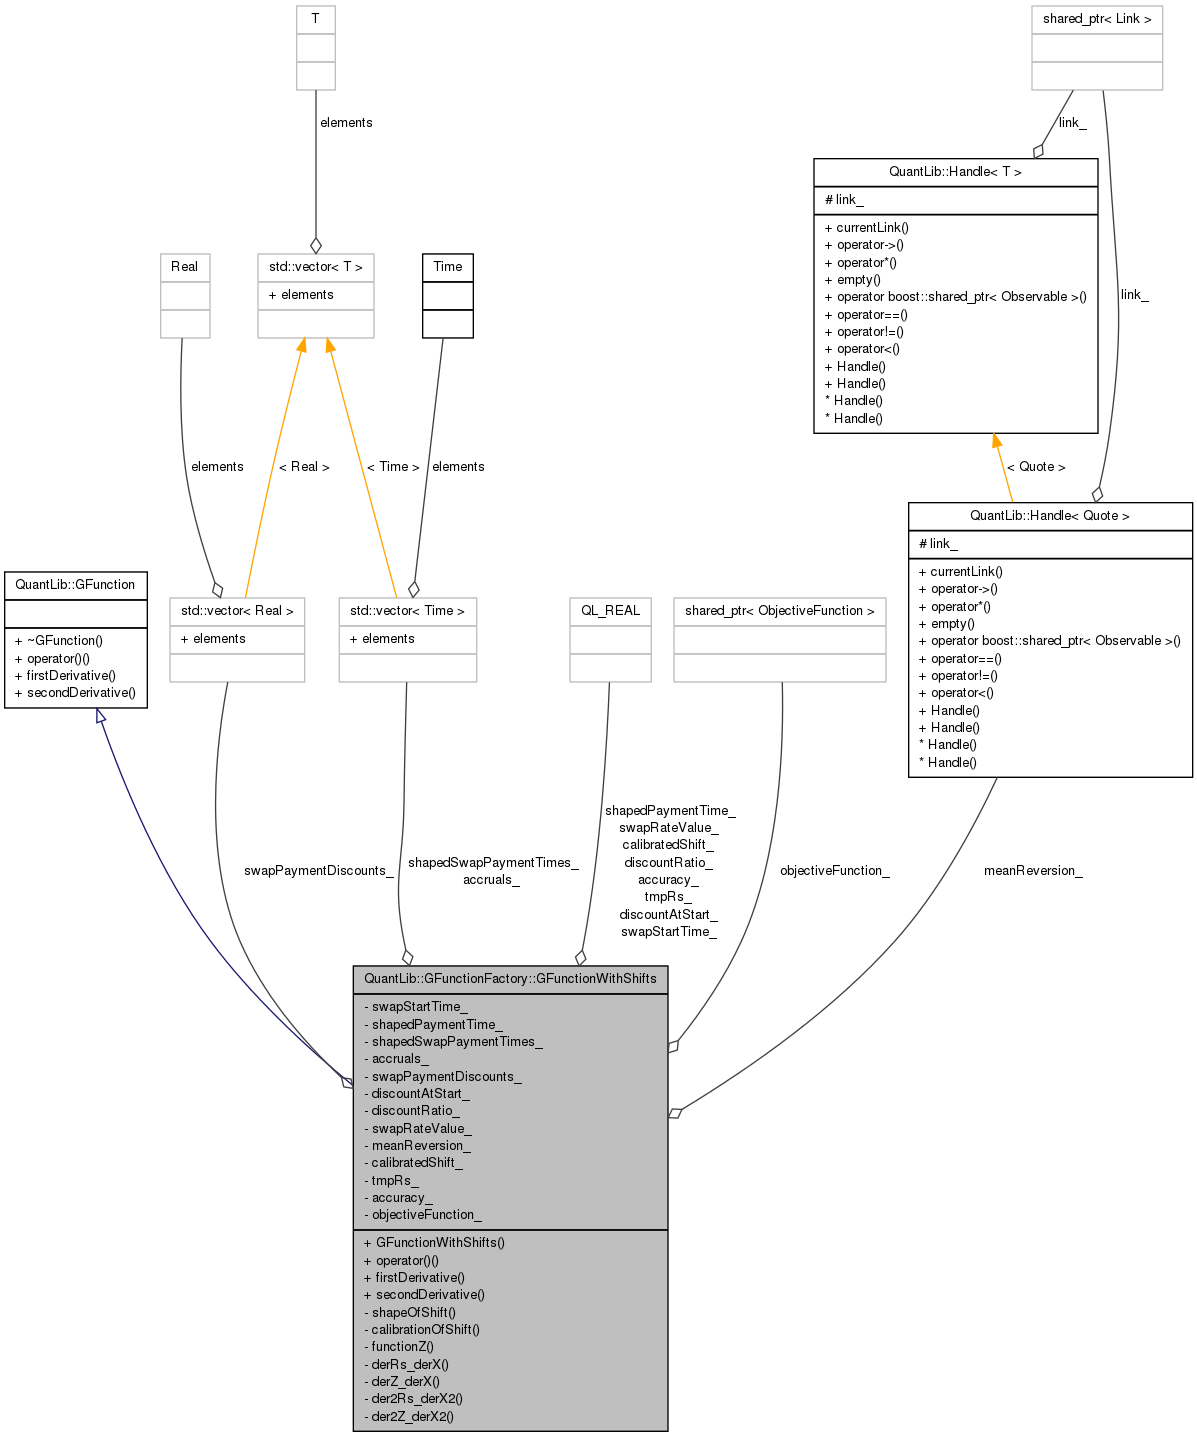 T
shared_ptr< Link >
elements
link_
QuantLib::Handle< T >
# link_
+ currentLink()
+ operator->()
+ operator*()
+ empty()
+ operator boost::shared_ptr< Observable >()
+ operator==()
+ operator!=()
+ operator<()
+ Handle()
+ Handle()
* Handle()
* Handle()
Real
std::vector< T >
+ elements
Time
link_
elements
< Real >
< Time >
elements
< Quote >
QuantLib::Handle< Quote >
# link_
+ currentLink()
+ operator->()
+ operator*()
+ empty()
+ operator boost::shared_ptr< Observable >()
+ operator==()
+ operator!=()
+ operator<()
+ Handle()
+ Handle()
* Handle()
* Handle()
QuantLib::GFunction
+ ~GFunction()
+ operator()()
+ firstDerivative()
+ secondDerivative()
std::vector< Real >
+ elements
std::vector< Time >
+ elements
QL_REAL
shared_ptr< ObjectiveFunction >
swapPaymentDiscounts_
shapedSwapPaymentTimes_
accruals_
shapedPaymentTime_
swapRateValue_
calibratedShift_
discountRatio_
accuracy_
tmpRs_
discountAtStart_
swapStartTime_
objectiveFunction_
meanReversion_
QuantLib::GFunctionFactory::GFunctionWithShifts
- swapStartTime_
- shapedPaymentTime_
- shapedSwapPaymentTimes_
- accruals_
- swapPaymentDiscounts_
- discountAtStart_
- discountRatio_
- swapRateValue_
- meanReversion_
- calibratedShift_
- tmpRs_
- accuracy_
- objectiveFunction_
+ GFunctionWithShifts()
+ operator()()
+ firstDerivative()
+ secondDerivative()
- shapeOfShift()
- calibrationOfShift()
- functionZ()
- derRs_derX()
- derZ_derX()
- der2Rs_derX2()
- der2Z_derX2()